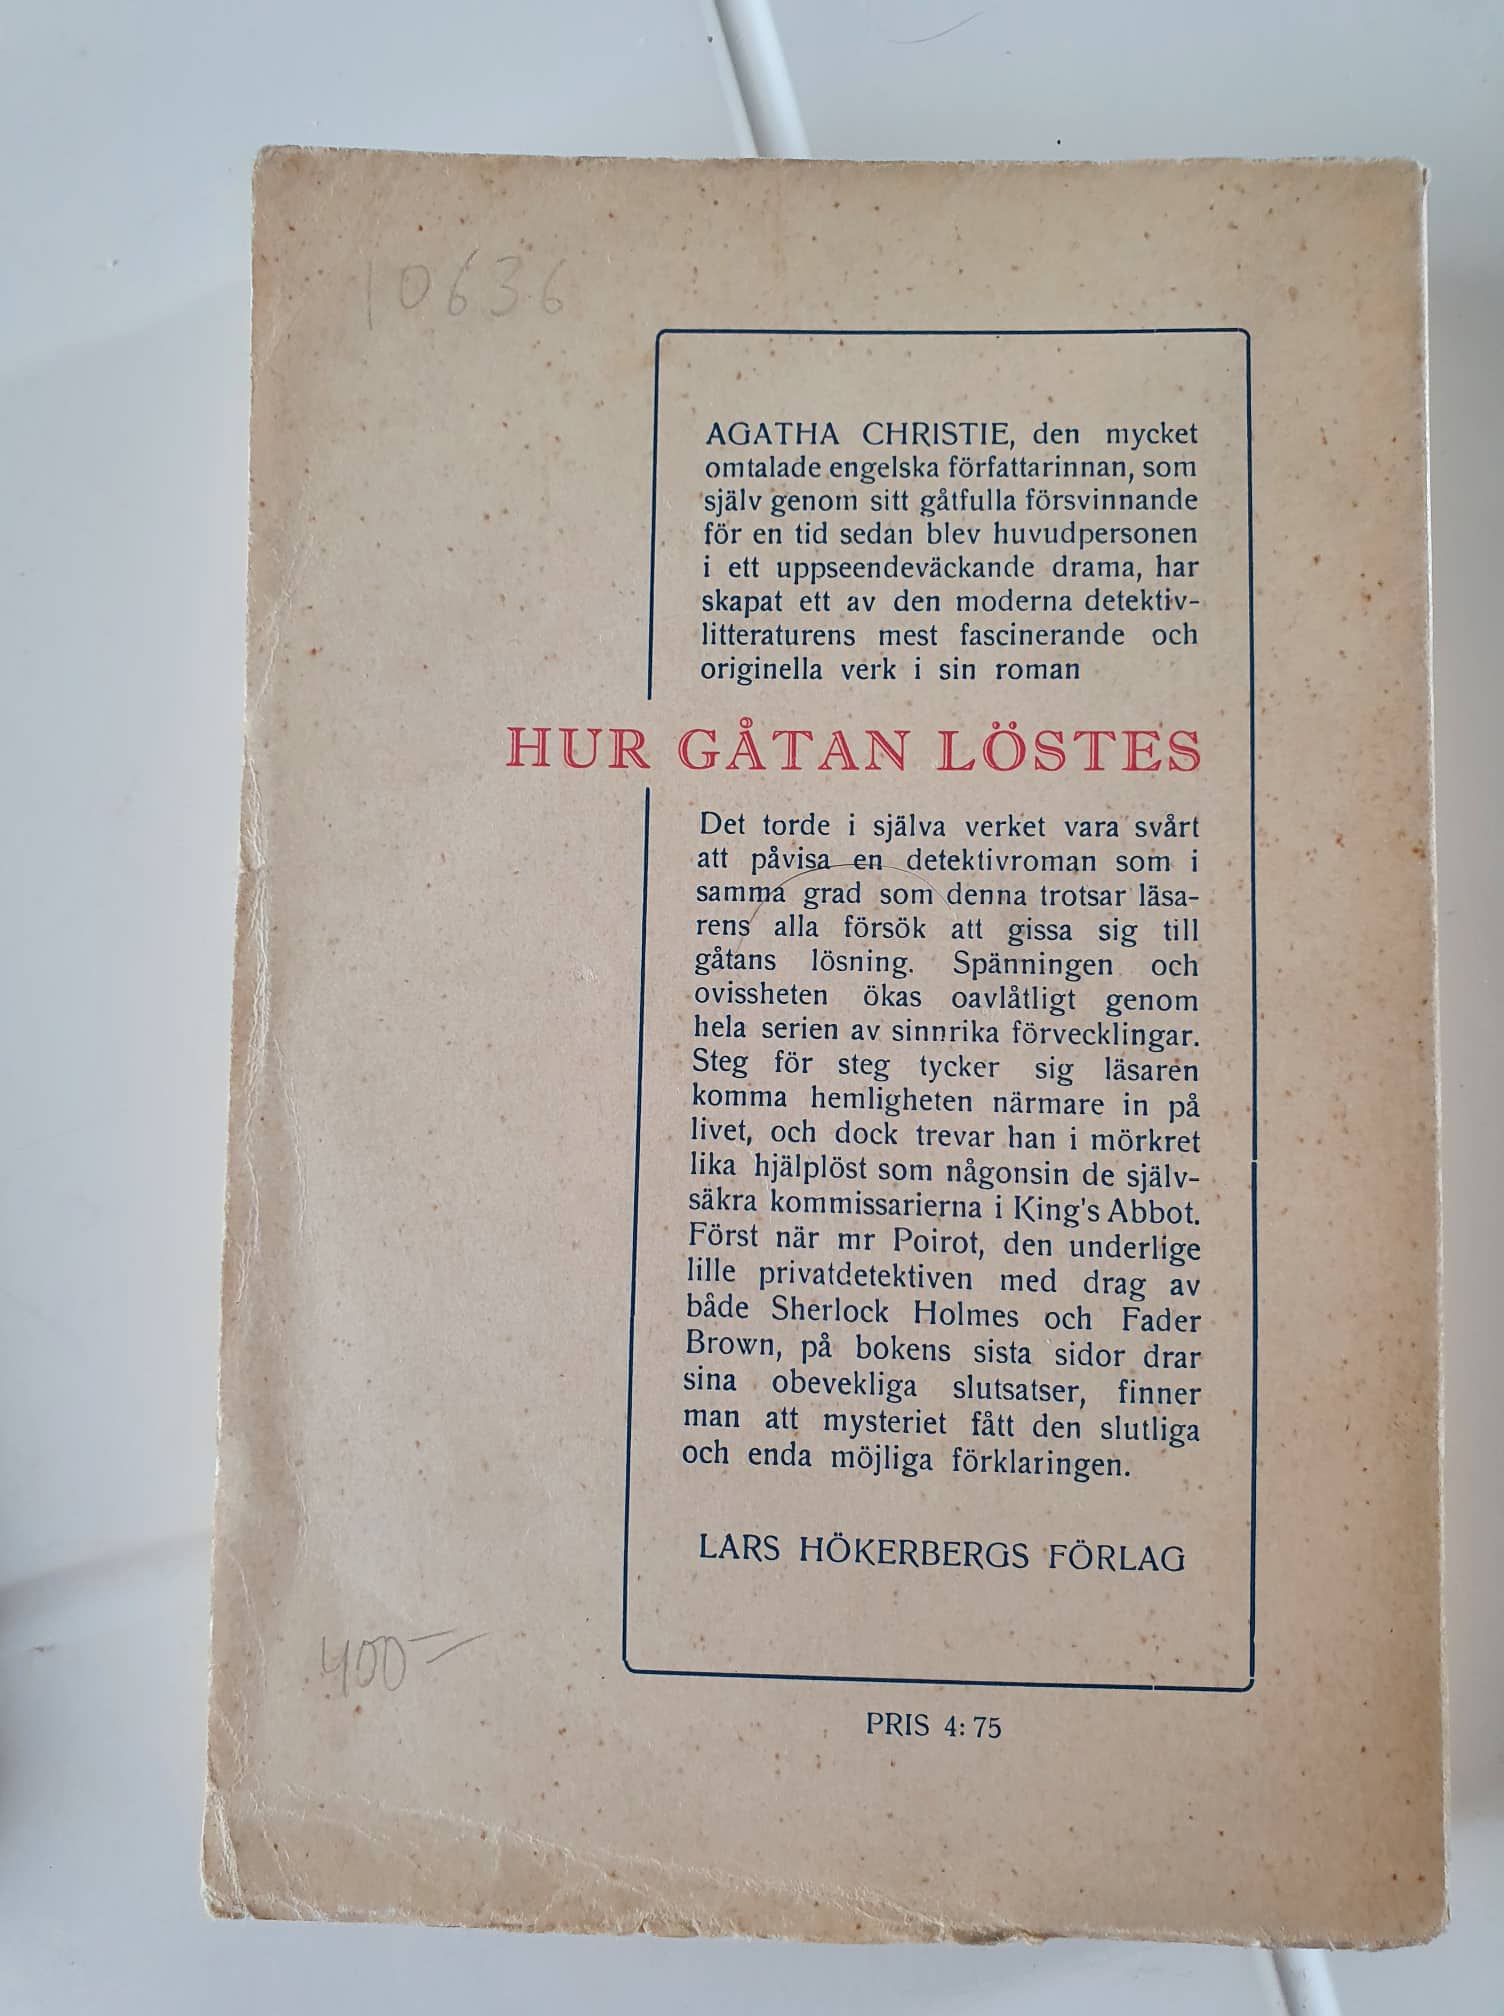 10636
AGATHA CHRISTIE, den mycket
omtalade engelska författarinnan, som
själv genom sitt gåtfulla försvinnande
för en tid sedan blev huvudpersonen
i ett uppseendeväckande drama, har
skapat ett av den moderna detektiv-
litteraturens mest fascinerande och
originella verk i sin roman
HUR GÅTAN LÖSTES
Det torde i själva verket vara svårt
att påvisa en detektivroman som i
samma grad som denna trotsar läsa-
rens alla försök att gissa sig till
gåtans lösning. Spänningen och
ovissheten ökas oavlåtligt genom
hela serien av sinnrika förvecklingar.
Steg för steg tycker sig läsaren
komma hemligheten närmare in på
livet, och dock trevar han i mörkret
lika hjälplöst som någonsin de själv-
säkra kommissarierna i King's Abbot.
Först när mr Poirot, den underlige
lille privatdetektiven med drag av
både Sherlock Holmes och Fader
Brown, på bokens sista sidor drar
sina obevekliga slutsatser, finner
man att mysteriet fått den slutliga
och enda möjliga förklaringen.
LARS HÖKERBERGS FÖRLAG
400-
PRIS 4: 75